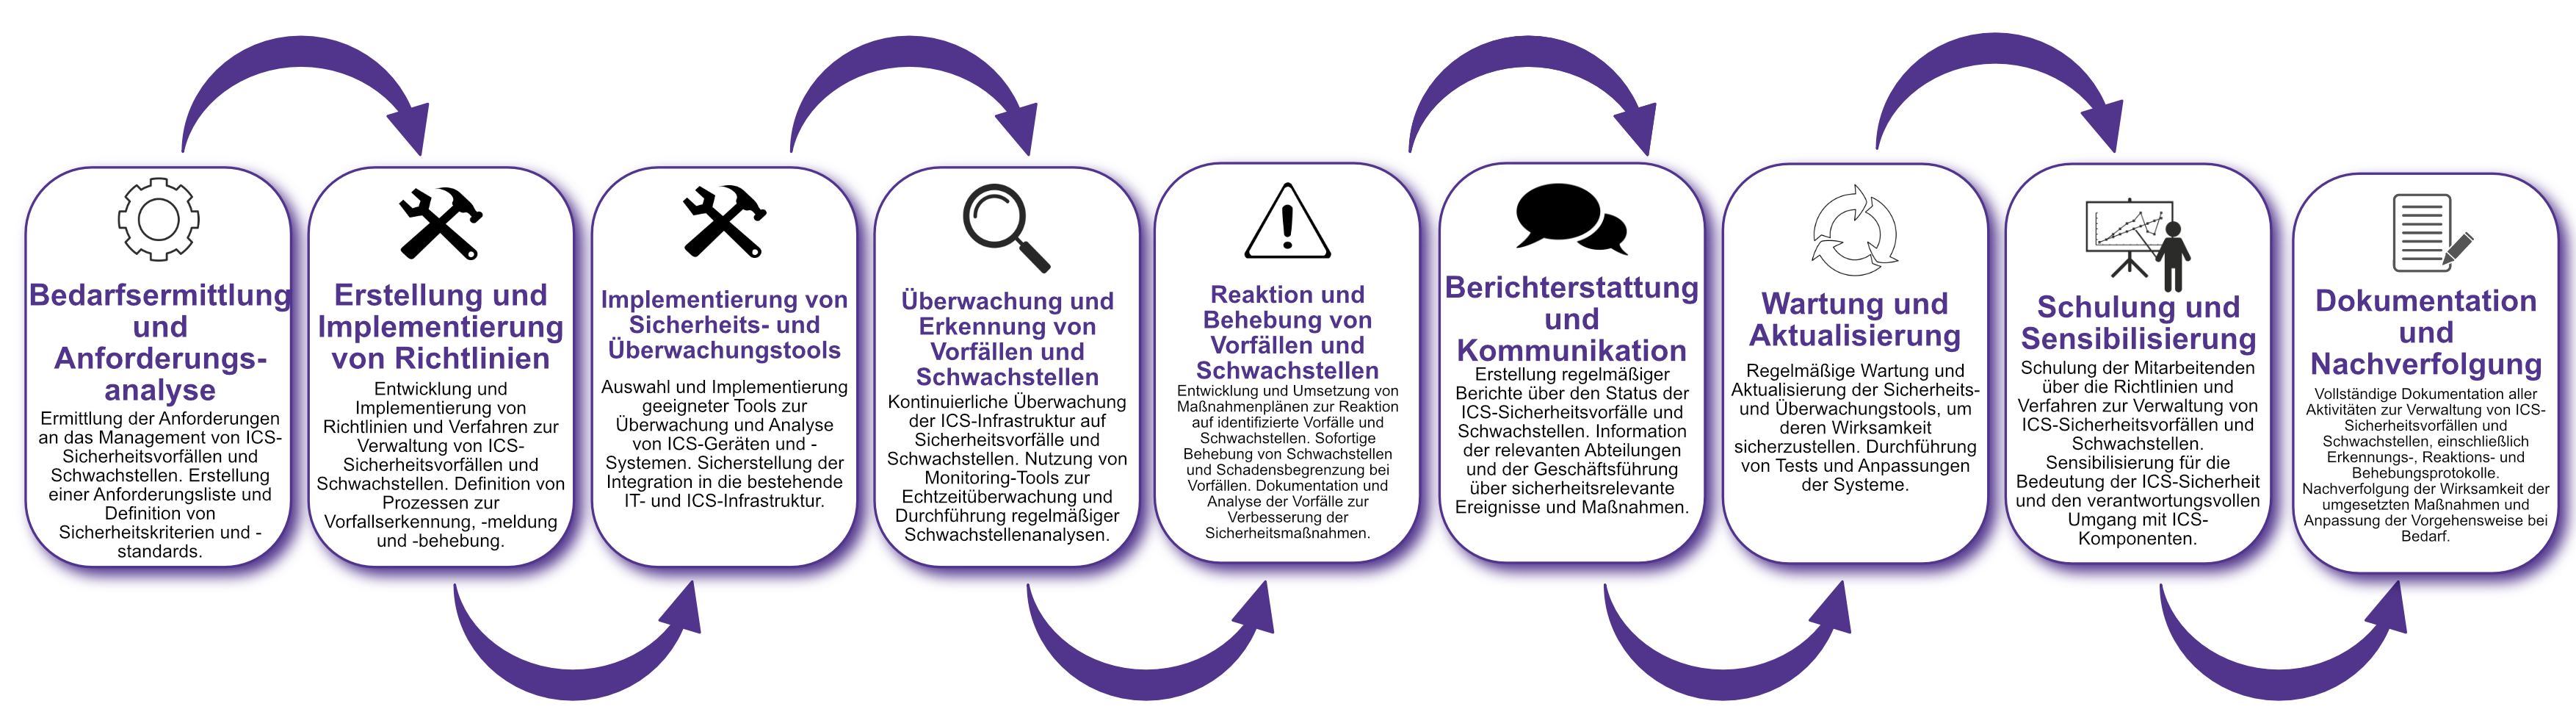 Bedarfsermittlung
und
Anforderungs-
analyse
Ermittlung der Anforderungen
an das Management von ICS-
Sicherheitsvorfällen und
Schwachstellen. Erstellung
einer Anforderungsliste und
Definition von
Sicherheitskriterien und -
standards.
Erstellung und
Implementierung
von Richtlinien
Entwicklung und
Implementierung von
Richtlinien und Verfahren zur
Verwaltung von ICS-
Sicherheitsvorfällen und
Schwachstellen. Definition von
Prozessen zur
Vorfallserkennung, -meldung
und -behebung.
Implementierung von
Sicherheits- und
Überwachungstools
Auswahl und Implementierung
geeigneter Tools zur
Überwachung und Analyse
von ICS-Geräten und -
Systemen. Sicherstellung der
Integration in die bestehende
IT- und ICS-Infrastruktur.
Überwachung und
Erkennung von
Vorfällen und
Schwachstellen
Kontinuierliche Überwachung
der ICS-Infrastruktur auf
Sicherheitsvorfälle und
Schwachstellen. Nutzung von
Monitoring-Tools zur
Echtzeitüberwachung und
Durchführung regelmäßiger
Schwachstellenanalysen.
Reaktion und
Behebung von
Vorfällen und
Schwachstellen
Entwicklung und Umsetzung von
Maßnahmenplänen zur Reaktion
auf identifizierte Vorfälle und
Schwachstellen. Sofortige
Behebung von Schwachstellen
und Schadensbegrenzung bei
Vorfällen. Dokumentation und
Analyse der Vorfälle zur
Verbesserung der
Sicherheitsmaßnahmen.
Berichterstattung
und
Kommunikation
Erstellung regelmäßiger
Berichte über den Status der
ICS-Sicherheitsvorfälle und
Schwachstellen. Information
der relevanten Abteilungen
und der Geschäftsführung
über sicherheitsrelevante
Ereignisse und Maßnahmen.
Wartung und
Aktualisierung
Regelmäßige Wartung und
Aktualisierung der Sicherheits-
und Überwachungstools, um
deren Wirksamkeit
sicherzustellen. Durchführung
von Tests und Anpassungen
der Systeme.
Schulung und
Sensibilisierung
Schulung der Mitarbeitenden
über die Richtlinien und
Verfahren zur Verwaltung von
ICS-Sicherheitsvorfällen und
Schwachstellen.
Sensibilisierung für die
Bedeutung der ICS-Sicherheit
und den verantwortungsvollen
Umgang mit ICS-
Komponenten.
Dokumentation
und
Nachverfolgung
Vollständige Dokumentation aller
Aktivitäten zur Verwaltung von ICS-
Sicherheitsvorfällen und
Schwachstellen, einschließlich
Erkennungs-, Reaktions- und
Behebungsprotokolle.
Nachverfolgung der Wirksamkeit der
umgesetzten Maßnahmen und
Anpassung der Vorgehensweise bei
Bedarf.